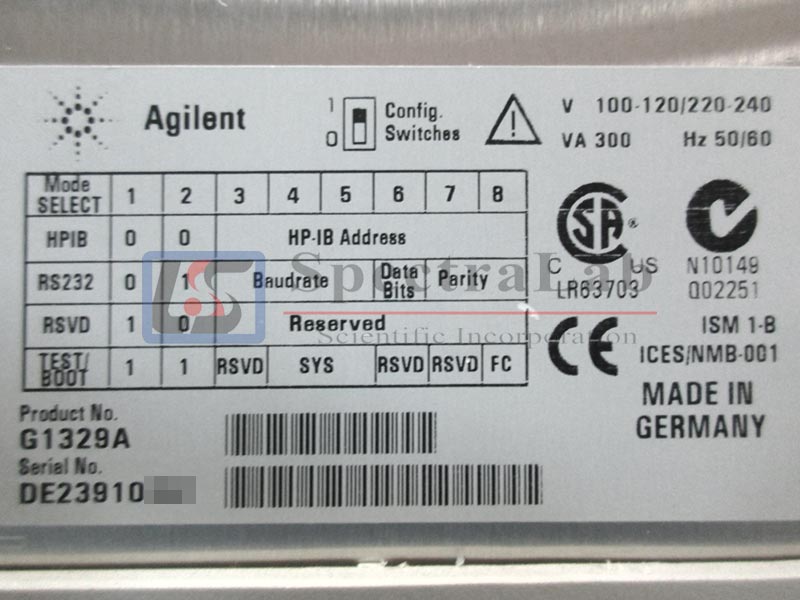 Agilent
1
0
Config.
Switches
V 100-120/220-240
VA 300 Hz 50/60
Mode SELECT 1 2 3 4 5 6 7 8
HPIB 0 0 HP-IB Address
RS232 0 1 Baudrate Data Bits Parity
RSVD 1 0 Reserved
TEST/BOOT 1 1 RSVD SYS RSVD RSVD FC
SA ®
C US
LR63703
N10149
Q02251
LS
SpectraLab
Scientific Incorporation
CE
ISM 1-B
ICES/NMB-001
MADE IN
GERMANY
Product No.
G1329A
Serial No.
DE23910